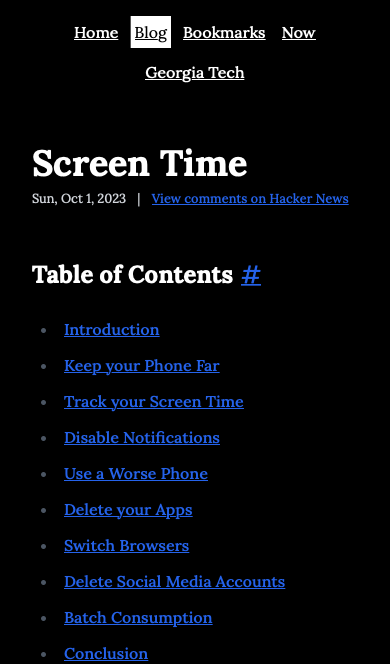 Home Blog Bookmarks Now
Georgia Tech
Screen Time
Sun, Oct 1, 2023 | View comments on Hacker News
Table of Contents #
Introduction
Keep your Phone Far
Track your Screen Time
Disable Notifications
Use a Worse Phone
Delete your Apps
Switch Browsers
Delete Social Media Accounts
Batch Consumption
Conclusion